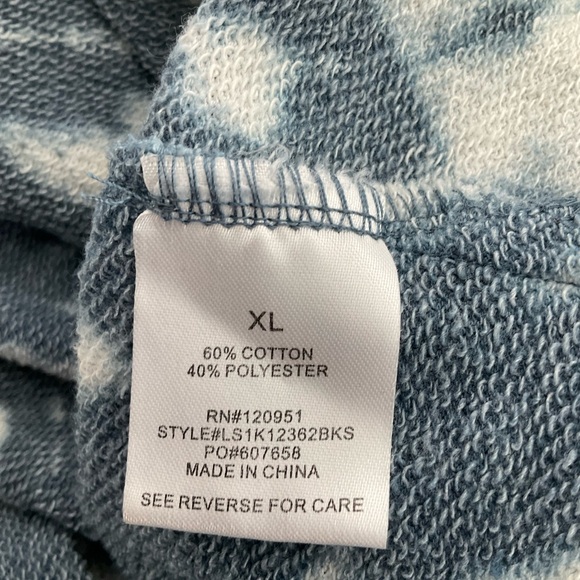 XL
60% COTTON
40% POLYESTER
RN#120951
STYLE#LS1K12362BKS
PO#607658
MADE IN CHINA
SEE REVERSE FOR CARE